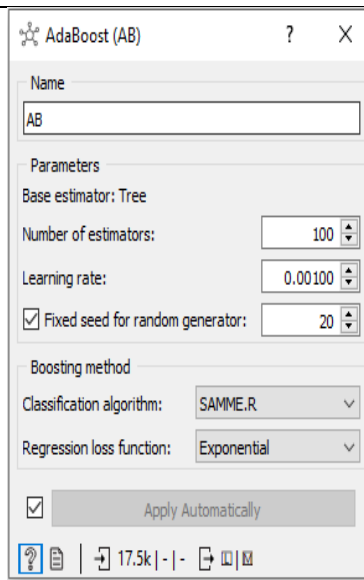 AdaBoost (AB) ? X
Name
AB
Parameters
Base estimator: Tree
Number of estimators: 100
Learning rate: 0.00100
Fixed seed for random generator: 20
Boosting method
Classification algorithm: SAMME.R
Regression loss function: Exponential
Apply Automatically
? 17.5k | - | -